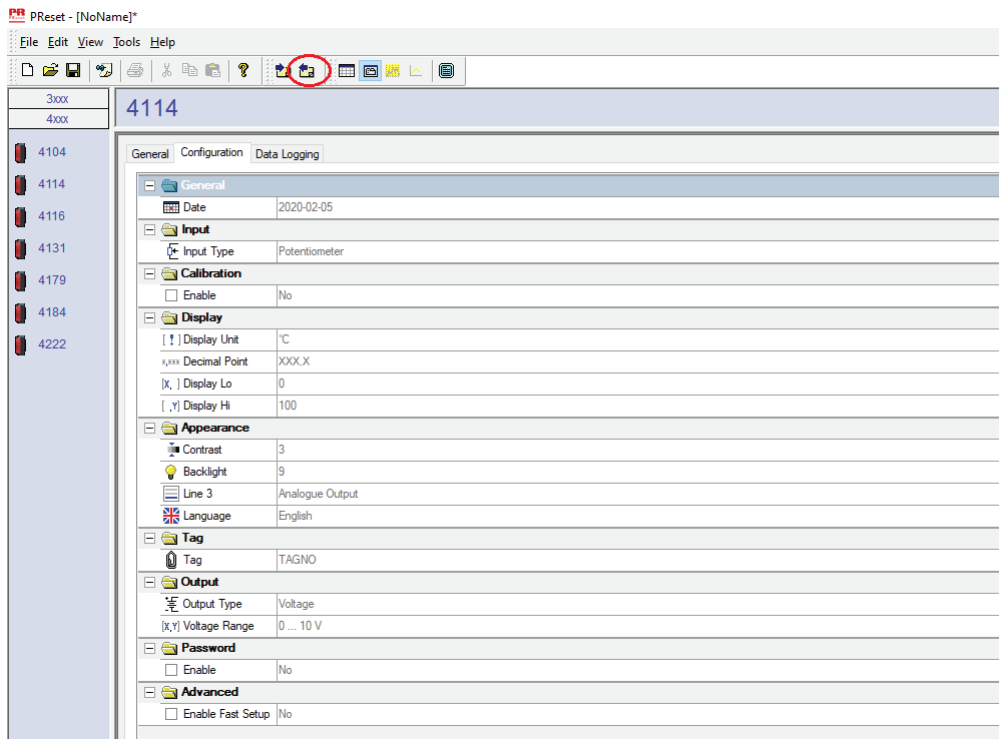 PR PReset - [NoName]*
File Edit View Tools Help
3xxx
4xxx
4104
4114
4116
4131
4179
4184
4222
4114
General Configuration Data Logging
General
Date 2020-02-05
Input
Input Type Potentiometer
Calibration
Enable No
Display
[ ! ] Display Unit °C
x,xxx Decimal Point XXX.X
[X, ] Display Lo 0
[ ,Y] Display Hi 100
Appearance
Contrast 3
Backlight 9
Line 3 Analogue Output
Language English
Tag
Tag TAGNO
Output
Output Type Voltage
[X,Y] Voltage Range 0 ... 10 V
Password
Enable No
Advanced
Enable Fast Setup No